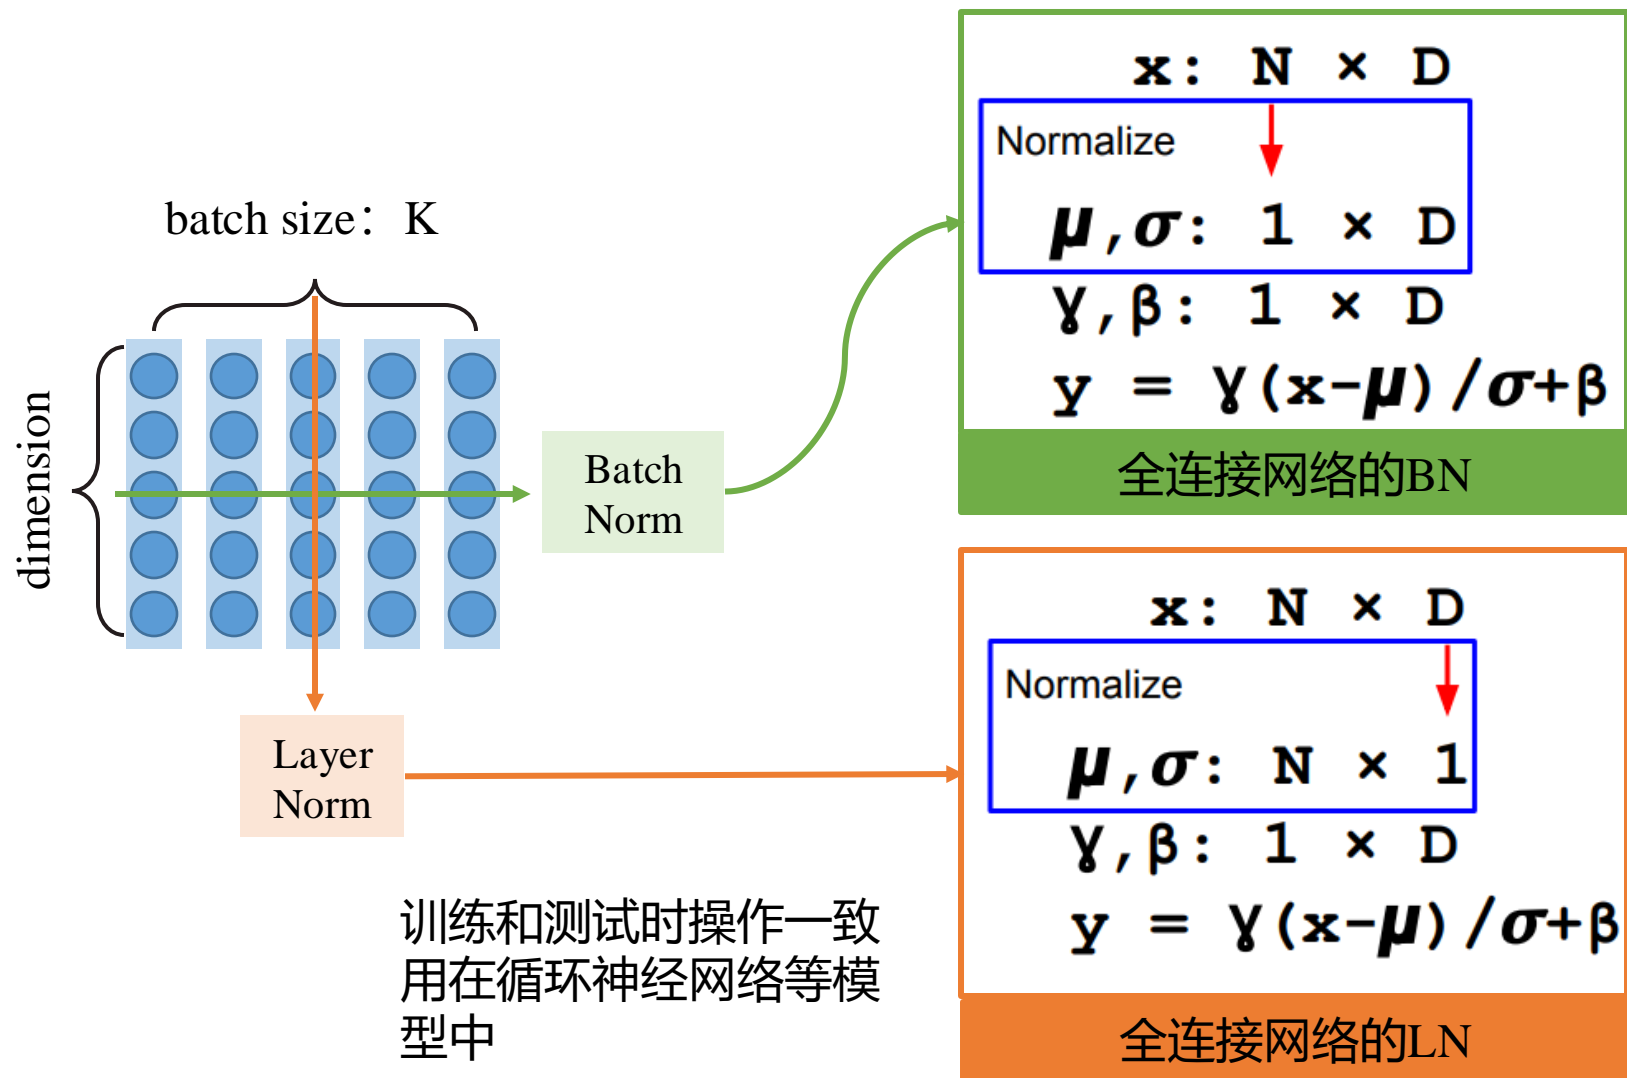 batch size：K
dimension
Batch
Norm
Layer
Norm
训练和测试时操作一致
用在循环神经网络等模
型中
x: N × D
Normalize
μ,σ: 1 × D
γ,β: 1 × D
y = γ(x-μ)/σ+β
全连接网络的BN
x: N × D
Normalize
μ,σ: N × 1
γ,β: 1 × D
y = γ(x-μ)/σ+β
全连接网络的LN